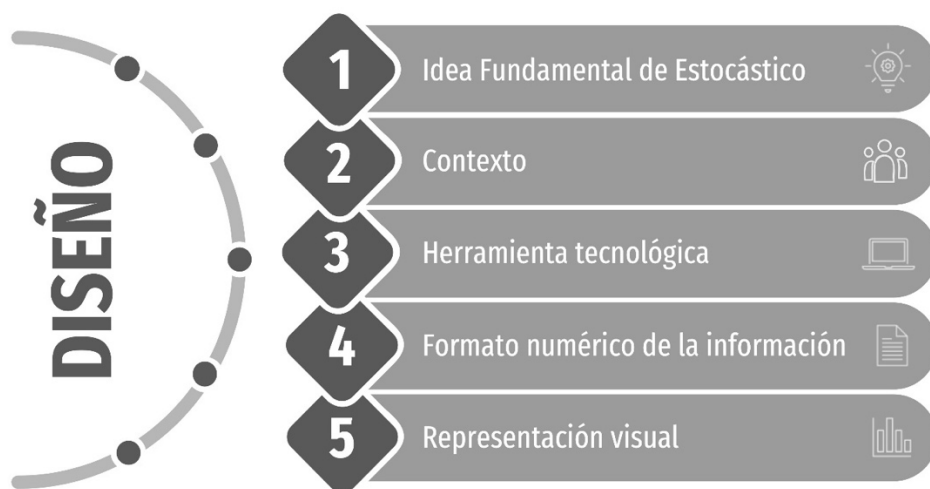 DISEÑO
1
Idea Fundamental de Estocástico
2
Contexto
3
Herramienta tecnológica
4
Formato numérico de la información
5
Representación visual